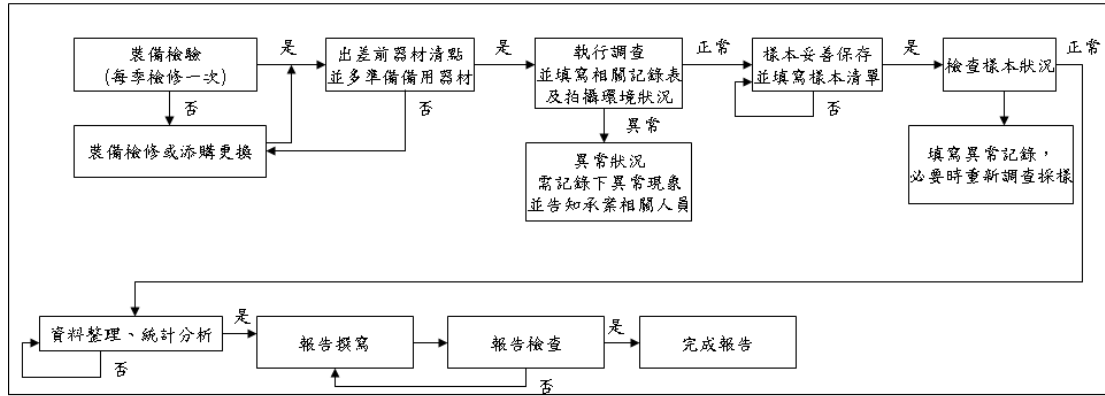 裝備檢驗
(每季檢修一次)
是
出差前器材清點
並多準備備用器材
是
執行調查
並填寫相關記錄表
及拍攝環境狀況
正常
樣本妥善保存
並填寫樣本清單
是
檢查樣本狀況
正常
否
否
否
裝備檢修或添購更換
異常
異常狀況
需記錄下異常現象
並告知承案相關人員
填寫異常記錄，
必要時重新調查採樣
資料整理、統計分析
是
報告撰寫
報告檢查
是
完成報告
否
否